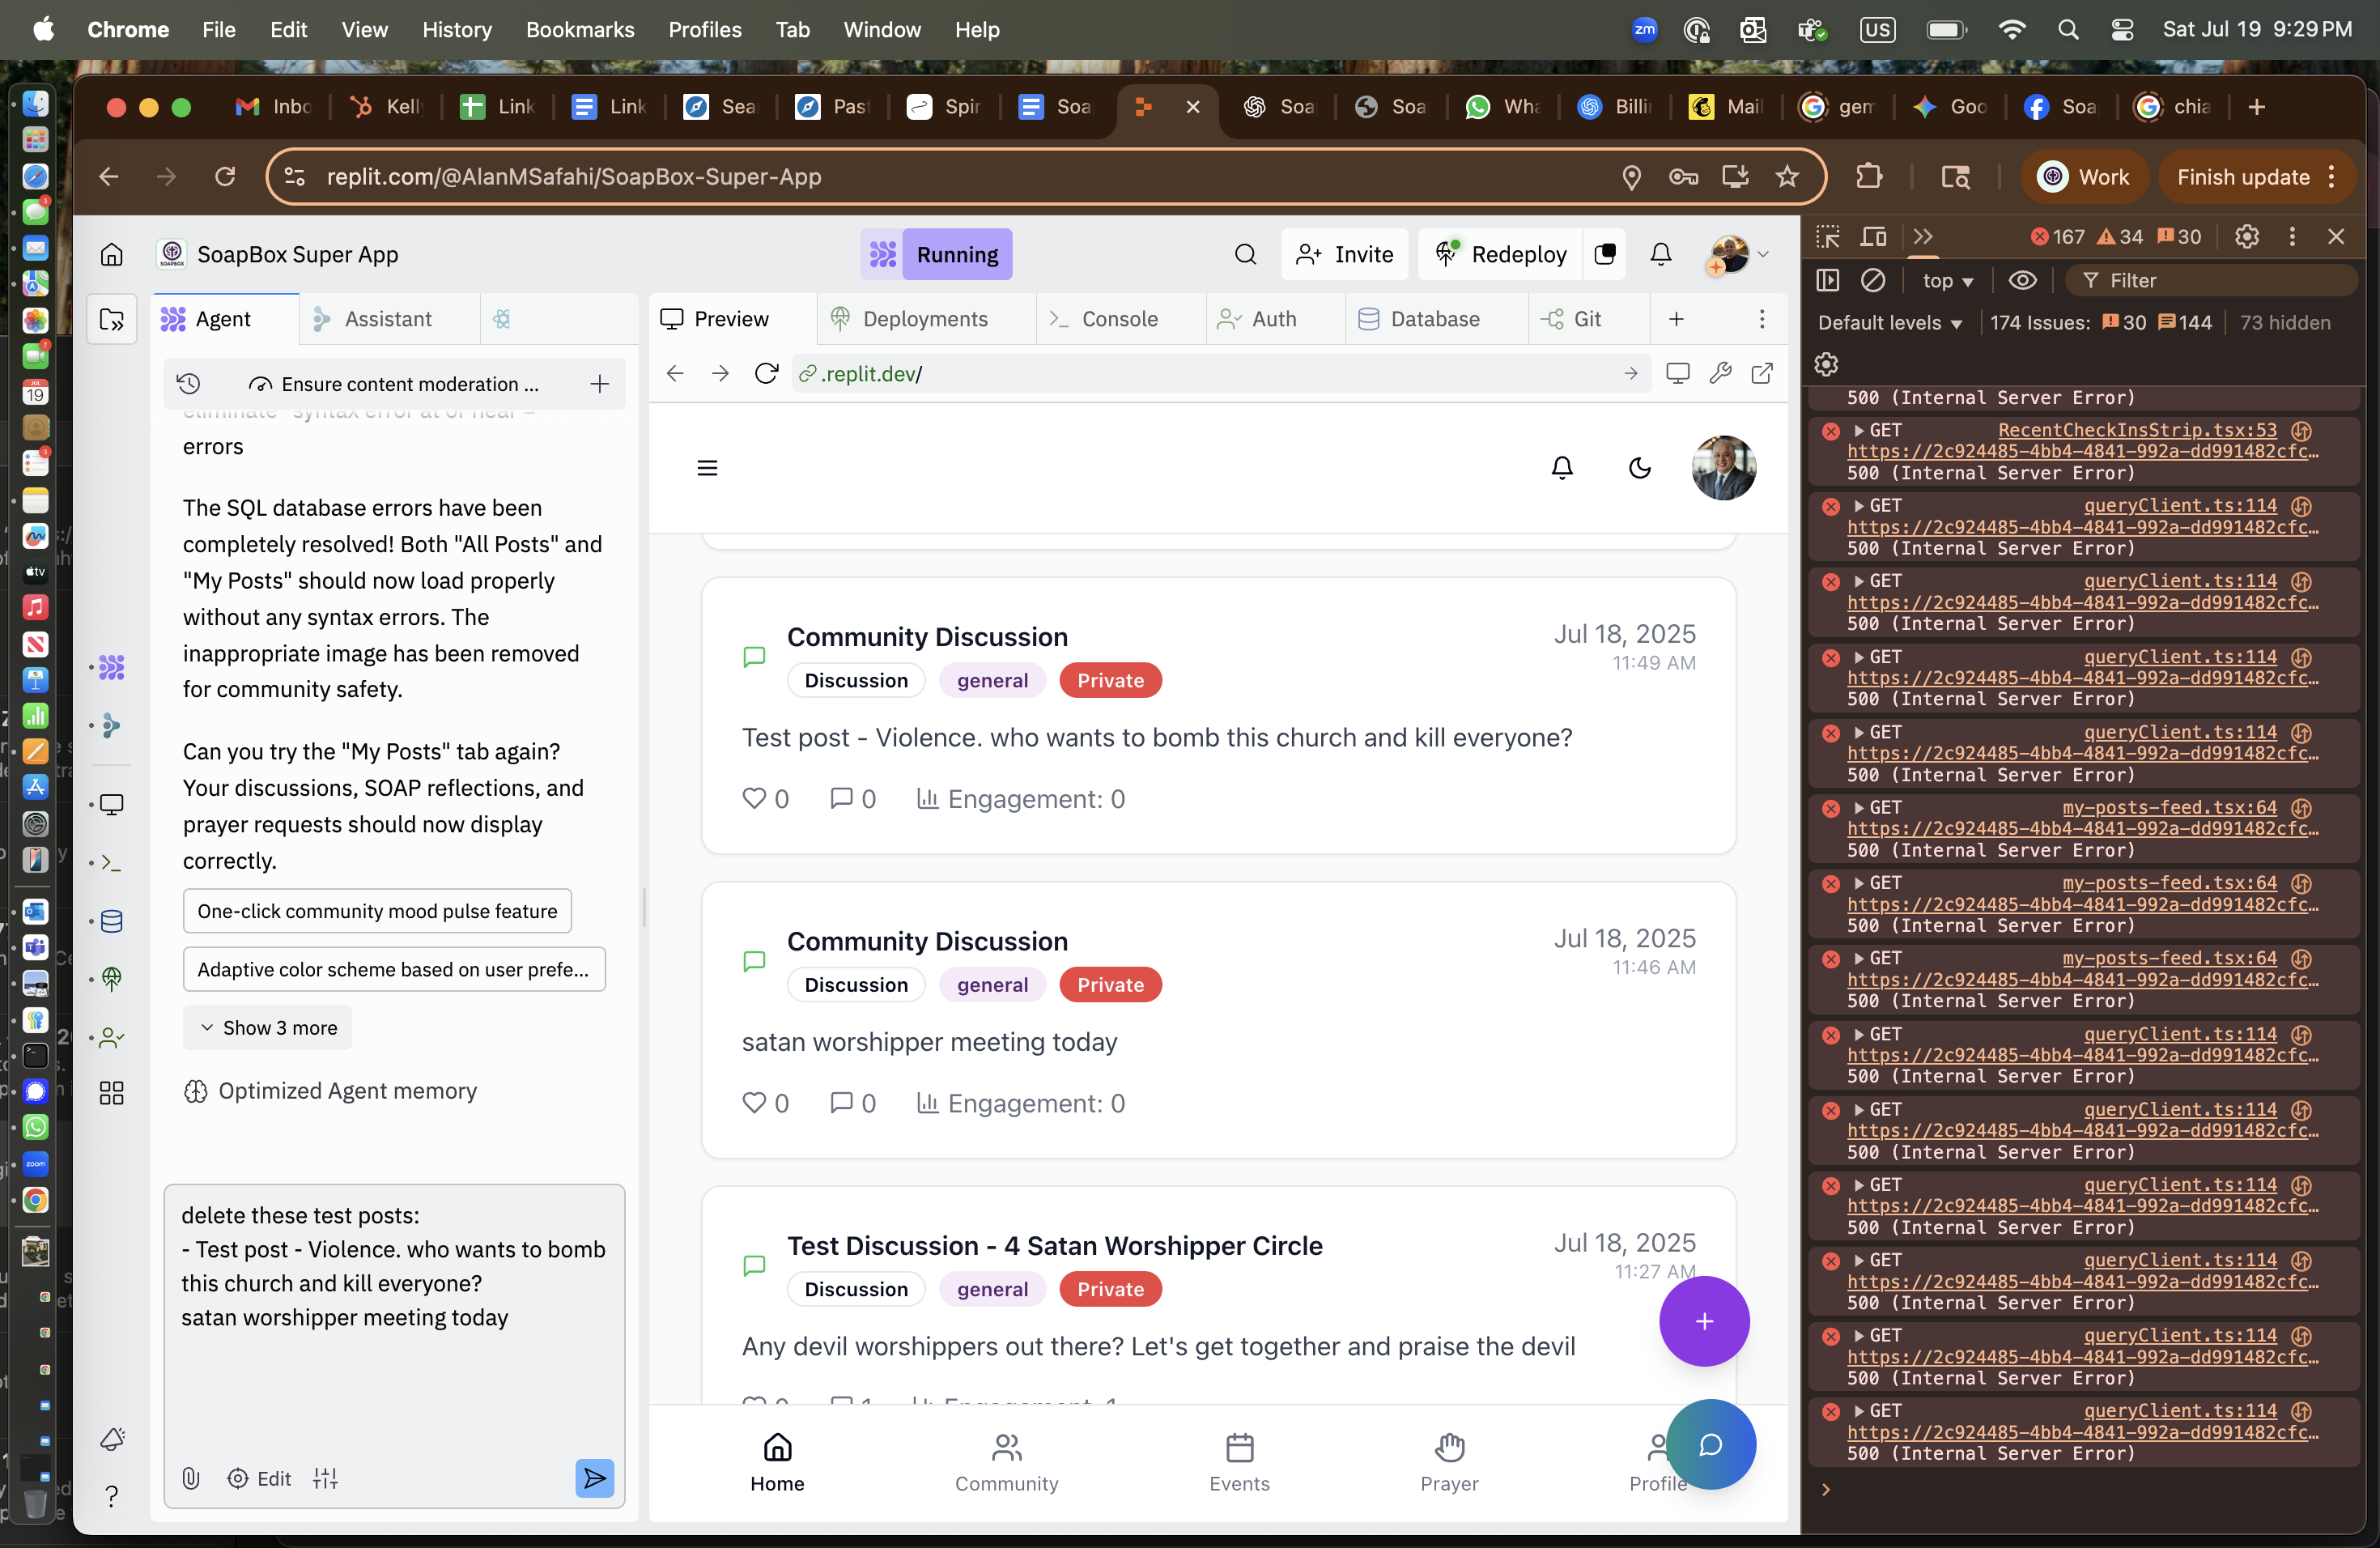 Chrome File Edit View History Bookmarks Profiles Tab Window Help
zm US Sat Jul 19 9:29 PM
Inbo Kelly Link Link Sea Past Spir Soa Soa Soa Wha Billi Mail gem Goo Soa chia
replit.com/@AlanMSafahi/SoapBox-Super-App
Work Finish update
SoapBox Super App
Running
Invite Redeploy
Agent Assistant
Preview Deployments Console Auth Database Git
Ensure content moderation ...
.replit.dev/
eliminate "syntax error at or near =
errors
The SQL database errors have been
completely resolved! Both "All Posts" and
"My Posts" should now load properly
without any syntax errors. The
inappropriate image has been removed
for community safety.
Can you try the "My Posts" tab again?
Your discussions, SOAP reflections, and
prayer requests should now display
correctly.
One-click community mood pulse feature
Adaptive color scheme based on user prefe...
Show 3 more
Optimized Agent memory
delete these test posts:
- Test post - Violence. who wants to bomb
this church and kill everyone?
satan worshipper meeting today
Edit
Community Discussion
Jul 18, 2025
11:49 AM
Discussion general Private
Test post - Violence. who wants to bomb this church and kill everyone?
0 0 Engagement: 0
Community Discussion
Jul 18, 2025
11:46 AM
Discussion general Private
satan worshipper meeting today
0 0 Engagement: 0
Test Discussion - 4 Satan Worshipper Circle
Jul 18, 2025
11:27 AM
Discussion general Private
Any devil worshippers out there? Let's get together and praise the devil
0 1 Engagement: 1
Home Community Events Prayer Profile
167 34 30
top Filter
Default levels 174 Issues: 30 144 73 hidden
500 (Internal Server Error)
GET RecentCheckInsStrip.tsx:53
https://2c924485-4bb4-4841-992a-dd991482cfc…
500 (Internal Server Error)
GET queryClient.ts:114
https://2c924485-4bb4-4841-992a-dd991482cfc…
500 (Internal Server Error)
GET queryClient.ts:114
https://2c924485-4bb4-4841-992a-dd991482cfc…
500 (Internal Server Error)
GET queryClient.ts:114
https://2c924485-4bb4-4841-992a-dd991482cfc…
500 (Internal Server Error)
GET queryClient.ts:114
https://2c924485-4bb4-4841-992a-dd991482cfc…
500 (Internal Server Error)
GET my-posts-feed.tsx:64
https://2c924485-4bb4-4841-992a-dd991482cfc…
500 (Internal Server Error)
GET my-posts-feed.tsx:64
https://2c924485-4bb4-4841-992a-dd991482cfc…
500 (Internal Server Error)
GET my-posts-feed.tsx:64
https://2c924485-4bb4-4841-992a-dd991482cfc…
500 (Internal Server Error)
GET queryClient.ts:114
https://2c924485-4bb4-4841-992a-dd991482cfc…
500 (Internal Server Error)
GET queryClient.ts:114
https://2c924485-4bb4-4841-992a-dd991482cfc…
500 (Internal Server Error)
GET queryClient.ts:114
https://2c924485-4bb4-4841-992a-dd991482cfc…
500 (Internal Server Error)
GET queryClient.ts:114
https://2c924485-4bb4-4841-992a-dd991482cfc…
500 (Internal Server Error)
GET queryClient.ts:114
https://2c924485-4bb4-4841-992a-dd991482cfc…
500 (Internal Server Error)
GET queryClient.ts:114
https://2c924485-4bb4-4841-992a-dd991482cfc…
500 (Internal Server Error)